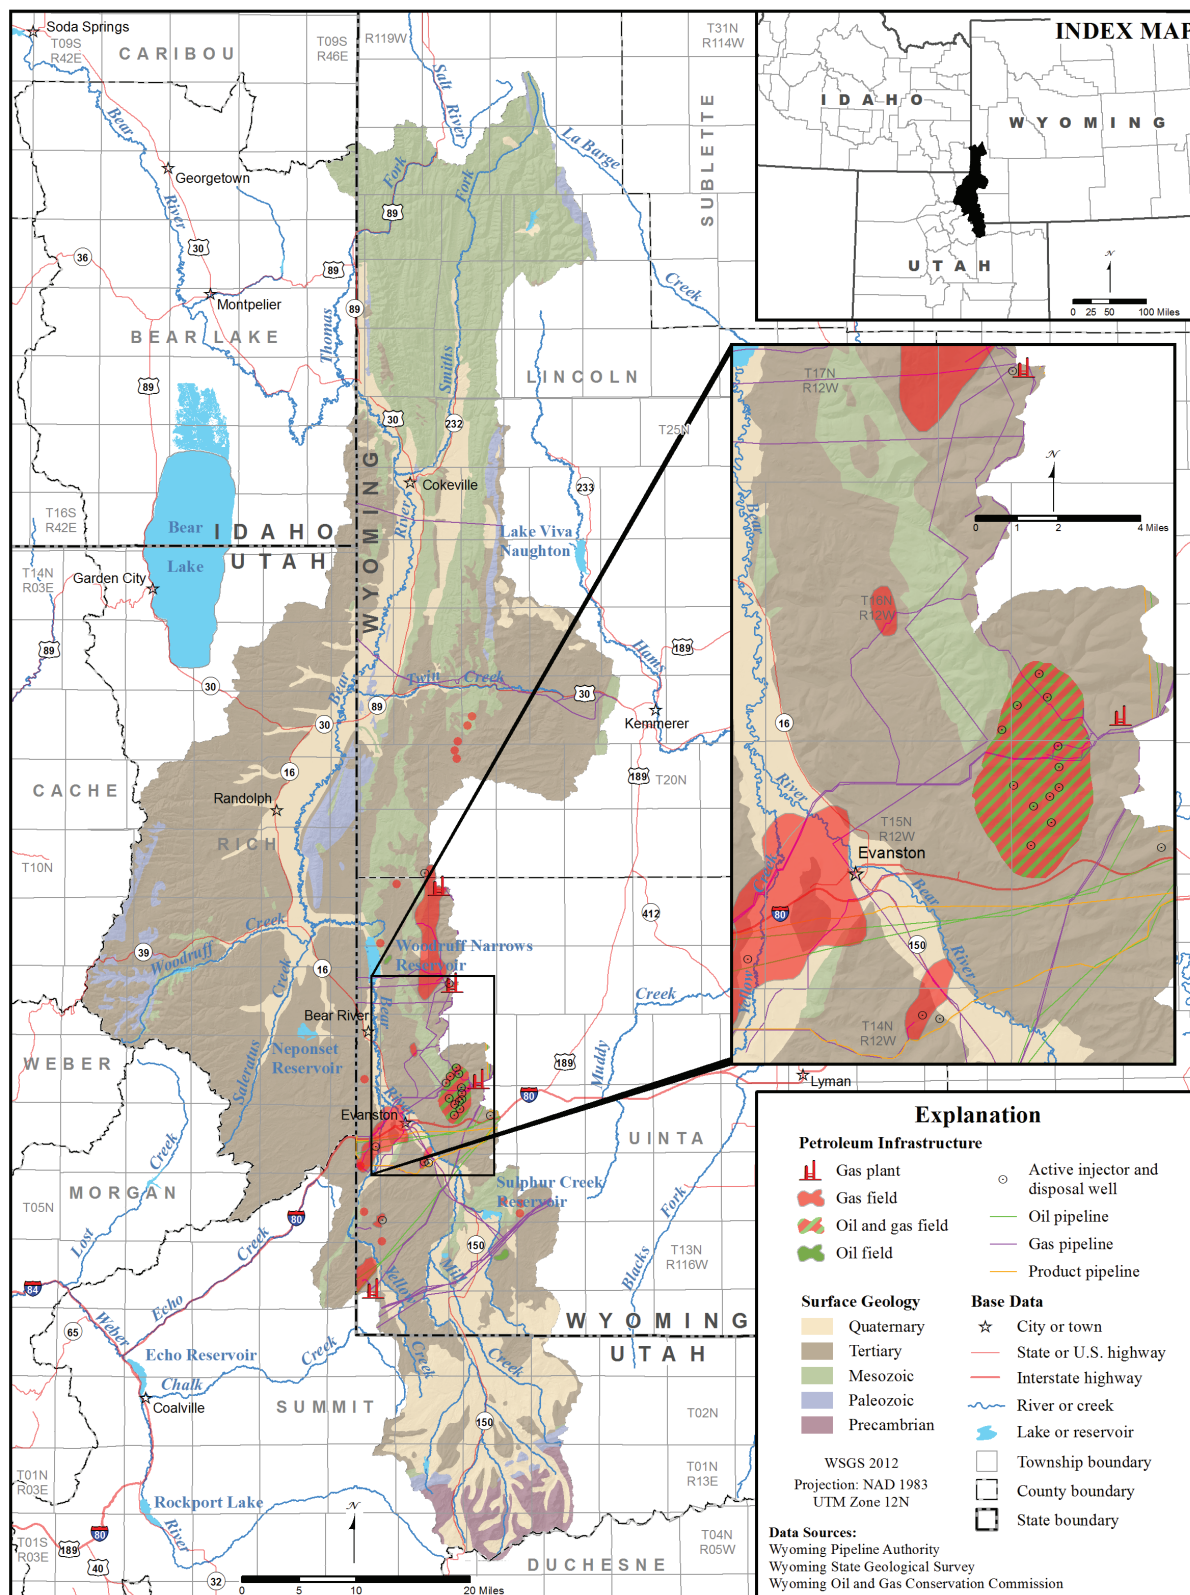 Soda Springs
T09S
R42E
CARIBOU
T09S
R46E
R119W
T31N
R114W
INDEX MAP
IDAHO
WYOMING
UTAH
N
0 25 50 100 Miles
Salt River
Bear River
La Barge Creek
SUBLETTE
Georgetown
Fork
Fork
89
30
36
89
Montpelier
89
BEAR LAKE
Thomas
Smiths
89
LINCOLN
30
232
T25N
Cokeville
233
WYOMING
River
T16S
R42E
Bear
Lake
IDAHO
UTAH
Lake Viva
Naughton
T14N
R03E
Garden City
89
30
Hams
189
Bear
Twin Creek
89
30
30
Kemmerer
16
189
T20N
CACHE
Randolph
RICH
T10N
412
Creek
39
Woodruff
Woodruff Narrows
Reservoir
16
Creek
Bear
Creek
Bear River
Neponset
Reservoir
Saleratus
WEBER
Muddy
189
80
Lyman
River
Evanston
UINTA
Creek
MORGAN
T05N
Sulphur Creek
Reservoir
Fork
80
Lost
Creek
150
T13N
R116W
84
Yellow
Mill
Blacks
Echo
65
Weber
WYOMING
UTAH
Echo Reservoir
Creek
Creek
Creek
Chalk
Coalville
SUMMIT
T02N
150
T01N
R03E
T01N
R13E
Rockport Lake
River
N
80
T01S
R03E
189
40
T04N
R05W
DUCHESNE
32
0 5 10 20 Miles
T17N
R12W
N
0 1 2 4 Miles
Bear
T16N
R12W
16
River
T15N
R12W
Evanston
Creek
Bear
80
150
River
Yellow
T14N
R12W
Explanation
Petroleum Infrastructure
Gas plant
Gas field
Oil and gas field
Oil field
Active injector and
disposal well
Oil pipeline
Gas pipeline
Product pipeline
Surface Geology
Quaternary
Tertiary
Mesozoic
Paleozoic
Precambrian
Base Data
City or town
State or U.S. highway
Interstate highway
River or creek
Lake or reservoir
Township boundary
County boundary
State boundary
WSGS 2012
Projection: NAD 1983
UTM Zone 12N
Data Sources:
Wyoming Pipeline Authority
Wyoming State Geological Survey
Wyoming Oil and Gas Conservation Commission